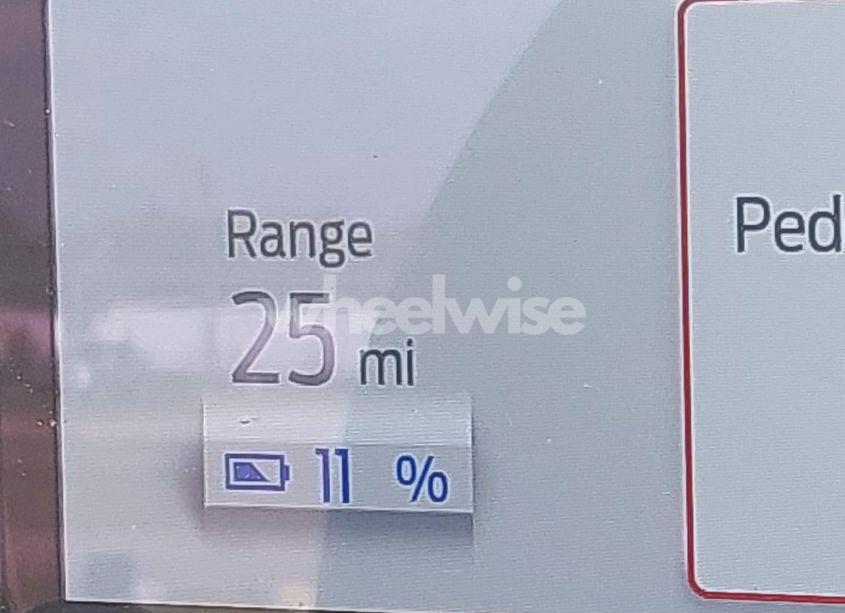 Range
25 mi
11 %
Ped
wheelwise